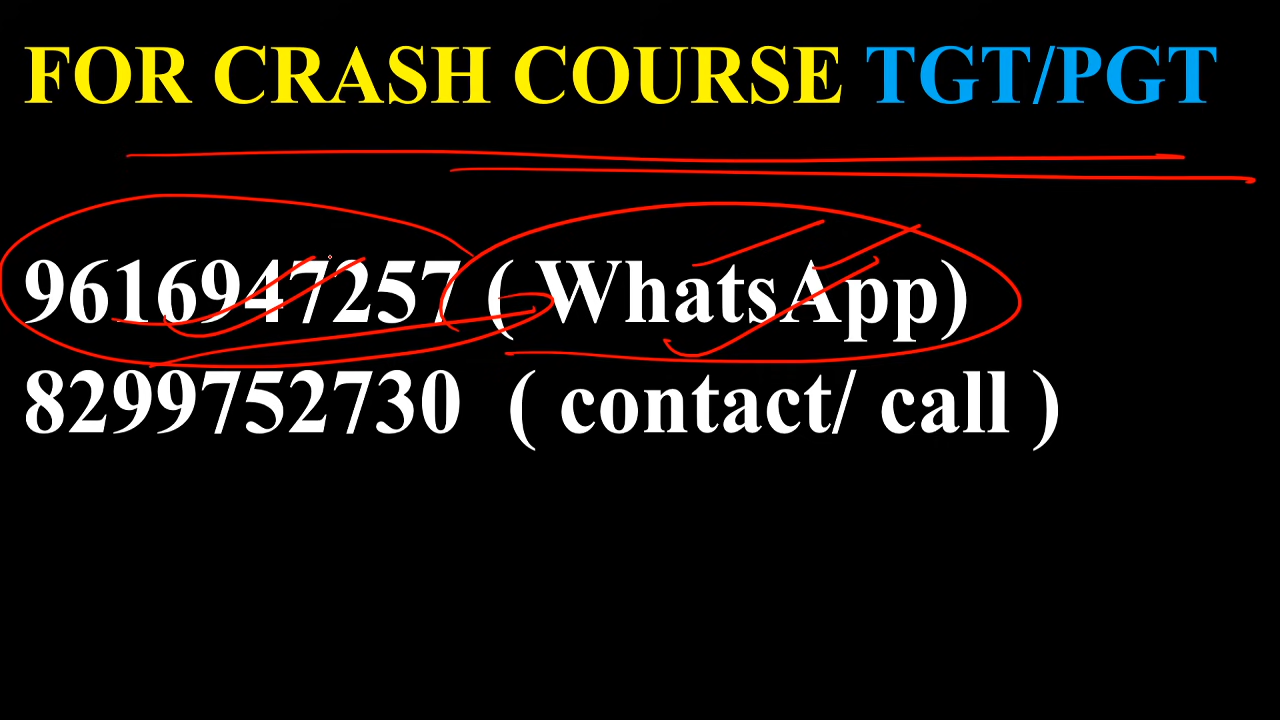 FOR CRASH COURSE TGT/PGT
9616947257 ( WhatsApp)
8299752730 ( contact/ call )